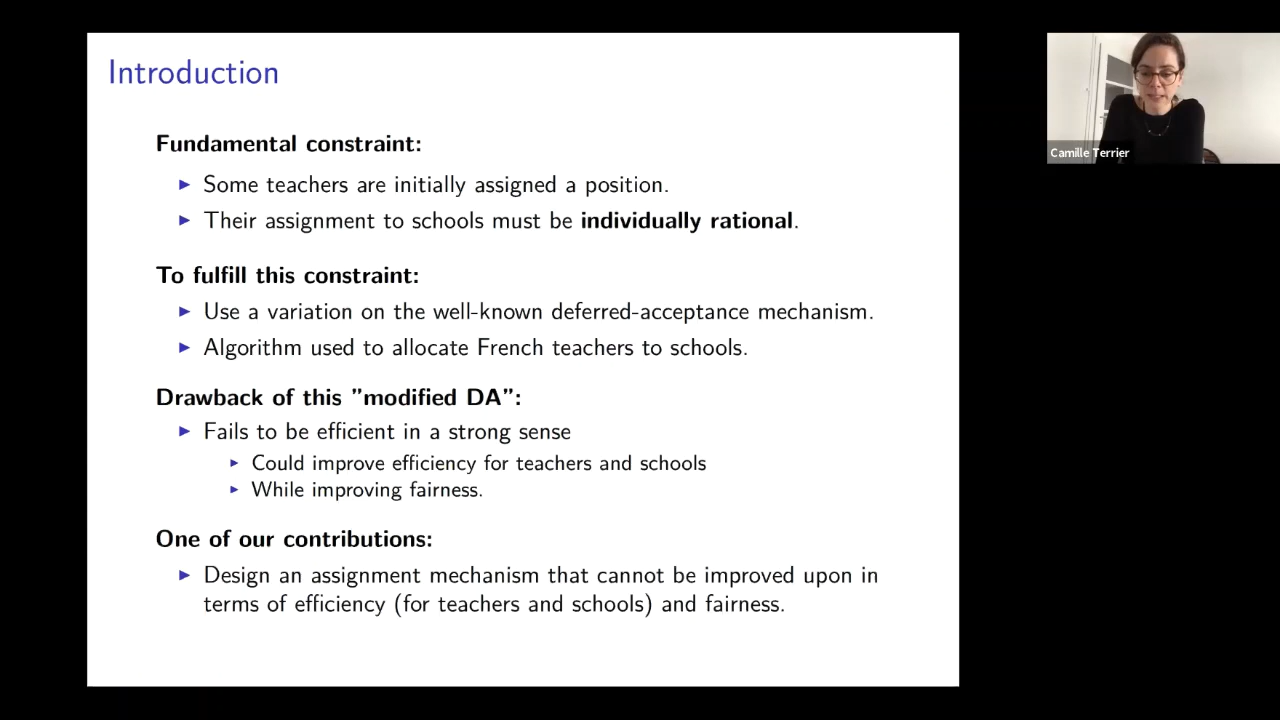 Introduction
Camille Terrier
Fundamental constraint:
▶ Some teachers are initially assigned a position.
▶ Their assignment to schools must be individually rational.
To fulfill this constraint:
▶ Use a variation on the well-known deferred-acceptance mechanism.
▶ Algorithm used to allocate French teachers to schools.
Drawback of this "modified DA":
▶ Fails to be efficient in a strong sense
▶ Could improve efficiency for teachers and schools
▶ While improving fairness.
One of our contributions:
▶ Design an assignment mechanism that cannot be improved upon in
terms of efficiency (for teachers and schools) and fairness.